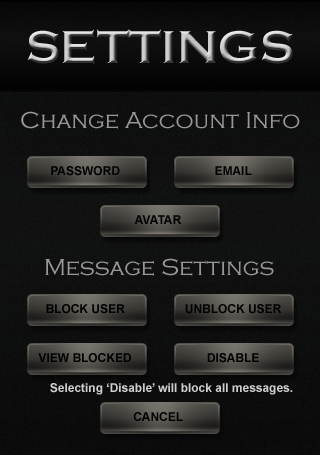 SETTINGS
Change Account Info
PASSWORD EMAIL
AVATAR
Message Settings
BLOCK USER UNBLOCK USER
VIEW BLOCKED DISABLE
Selecting ‘Disable’ will block all messages.
CANCEL